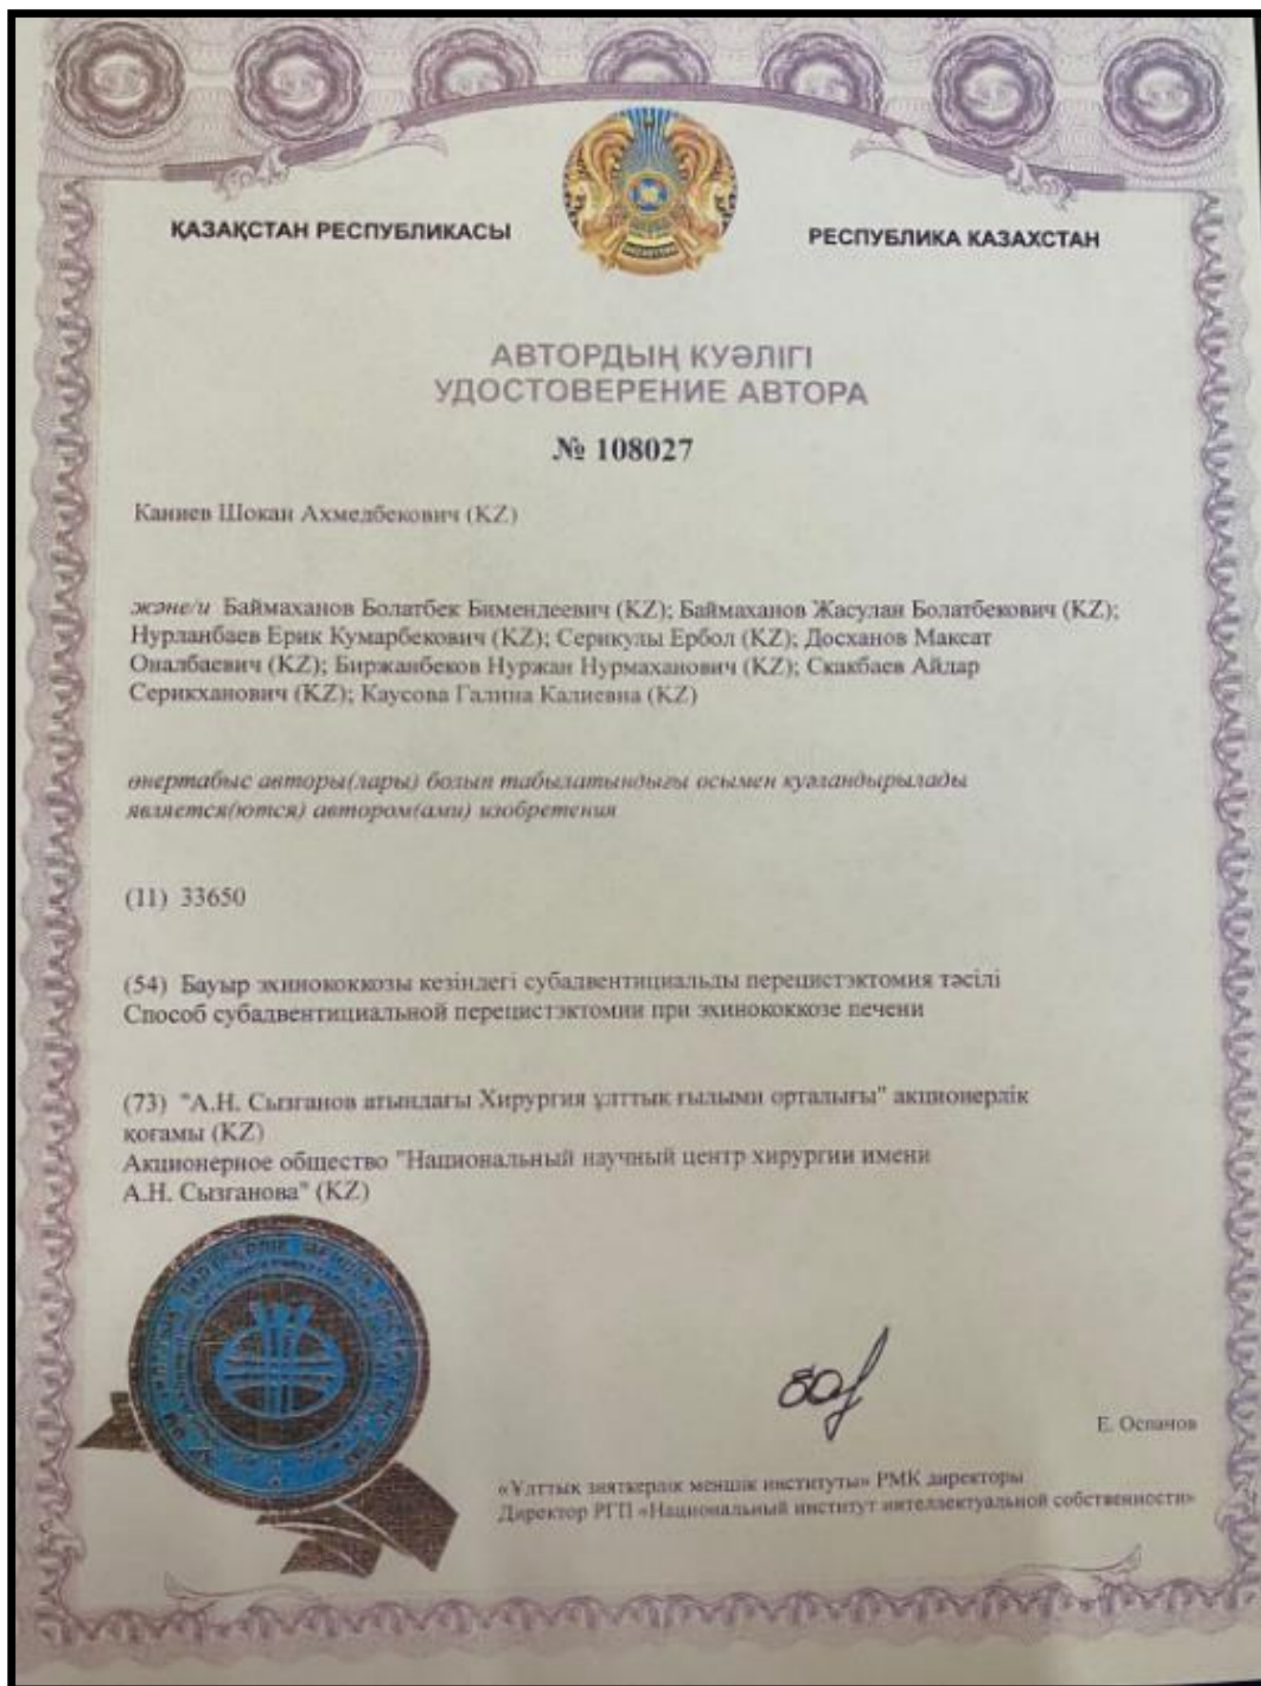 ҚАЗАҚСТАН РЕСПУБЛИКАСЫ
РЕСПУБЛИКА КАЗАХСТАН
АВТОРДЫҢ КУӘЛІГІ
УДОСТОВЕРЕНИЕ АВТОРА
№ 108027
Каниев Шокан Ахмедбекович (KZ)
және/и Баймаханов Болатбек Бимендеевич (KZ); Баймаханов Жасулан Болатбекович (KZ);
Нурланбаев Ерик Кумарбекович (KZ); Серикулы Ербол (KZ); Досханов Максат
Оналбаевич (KZ); Биржанбеков Нуржан Нурмаханович (KZ); Скакбаев Айдар
Серикханович (KZ); Каусова Галина Калиевна (KZ)
өнертабыс авторы(лары) болып табылатындығы осымен куәландырылады
является(ются) автором(ами) изобретения
(11) 33650
(54) Бауыр эхинококкозы кезіндегі субадвентициальды перецистэктомия тәсілі
Способ субадвентициальной перецистэктомии при эхинококкозе печени
(73) "А.Н. Сызганов атындағы Хирургия ұлттық ғылыми орталығы" акционерлік
қоғамы (KZ)
Акционерное общество "Национальный научный центр хирургии имени
А.Н. Сызганова" (KZ)
Е. Оспанов
«Ұлттық зияткерлік меншік институты» РМК директоры
Директор РГП «Национальный институт интеллектуальной собственности»